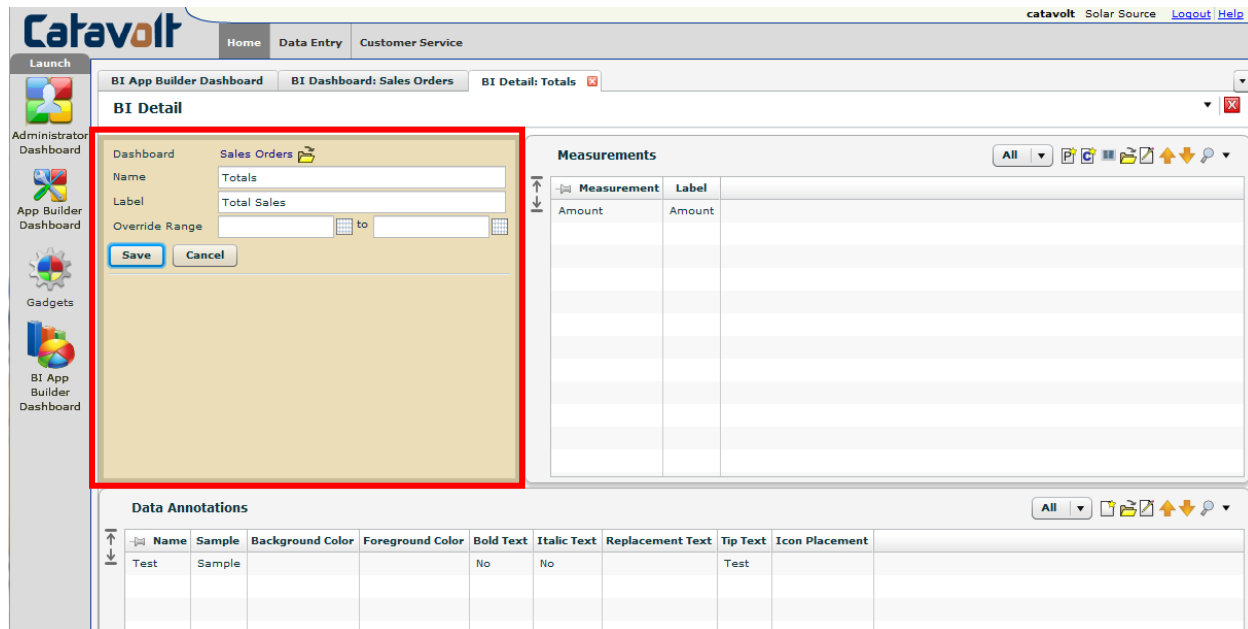 catavolt Solar Source Logout Help
Catavolt
Home Data Entry Customer Service
Launch
BI App Builder Dashboard BI Dashboard: Sales Orders BI Detail: Totals
BI Detail
Administrator
Dashboard
App Builder
Dashboard
Gadgets
BI App
Builder
Dashboard
Dashboard Sales Orders
Name Totals
Label Total Sales
Override Range to
Save Cancel
Measurements All
Measurement Label
Amount Amount
Data Annotations All
Name Sample Background Color Foreground Color Bold Text Italic Text Replacement Text Tip Text Icon Placement
Test Sample No No Test